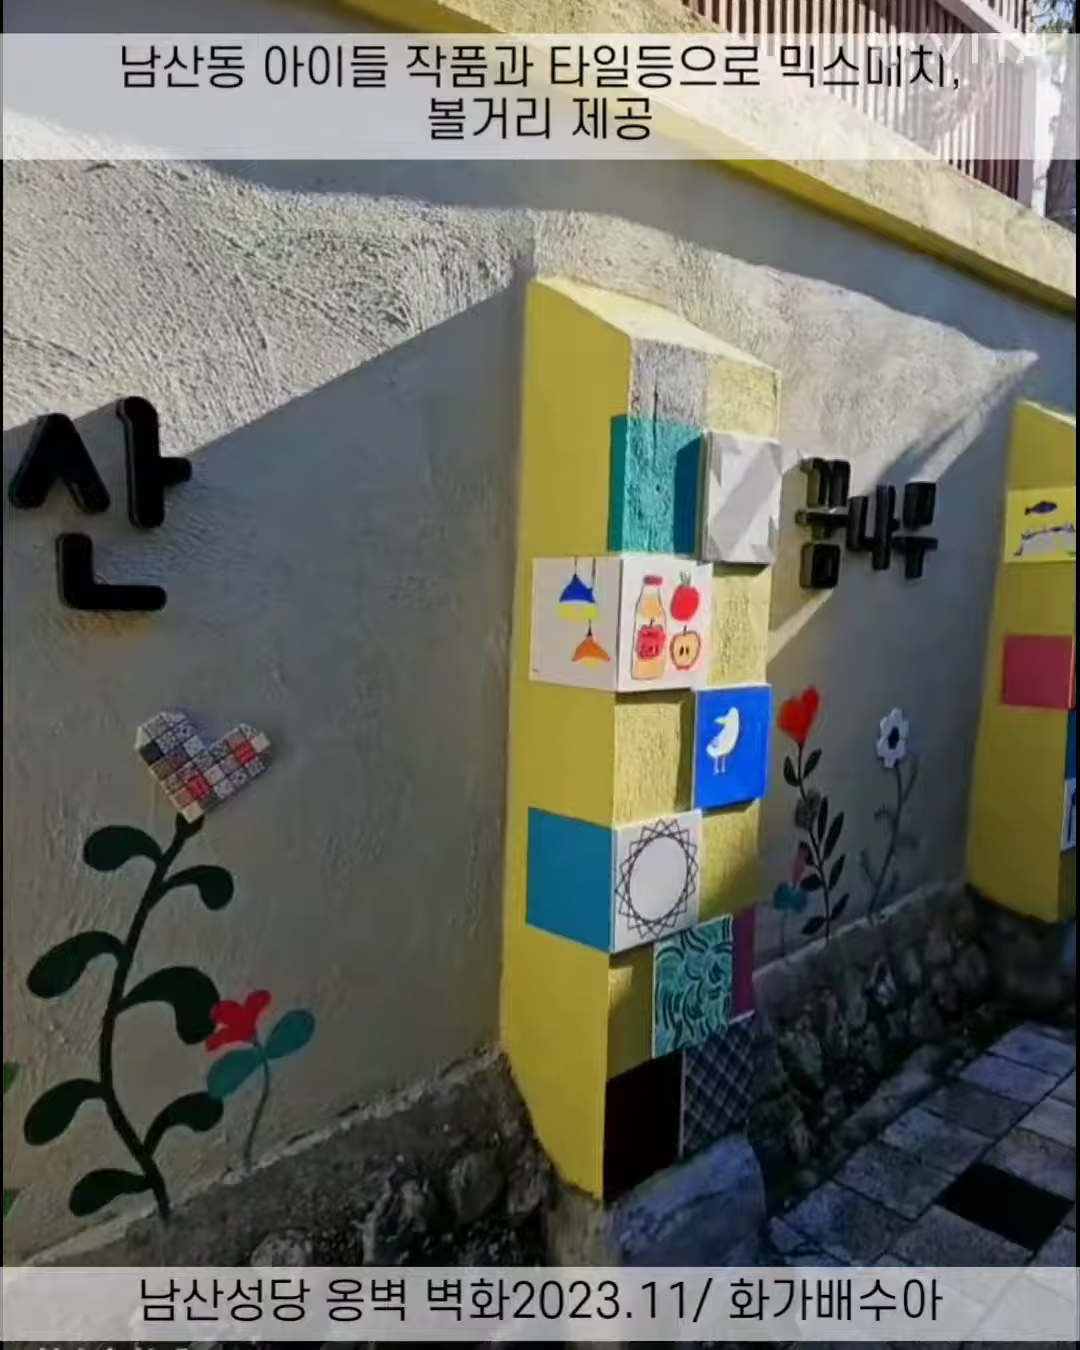 남산동 아이들 작품과 타일등으로 믹스매치,
볼거리 제공
산
꿈나무
남산성당 옹벽 벽화2023.11/ 화가배수아